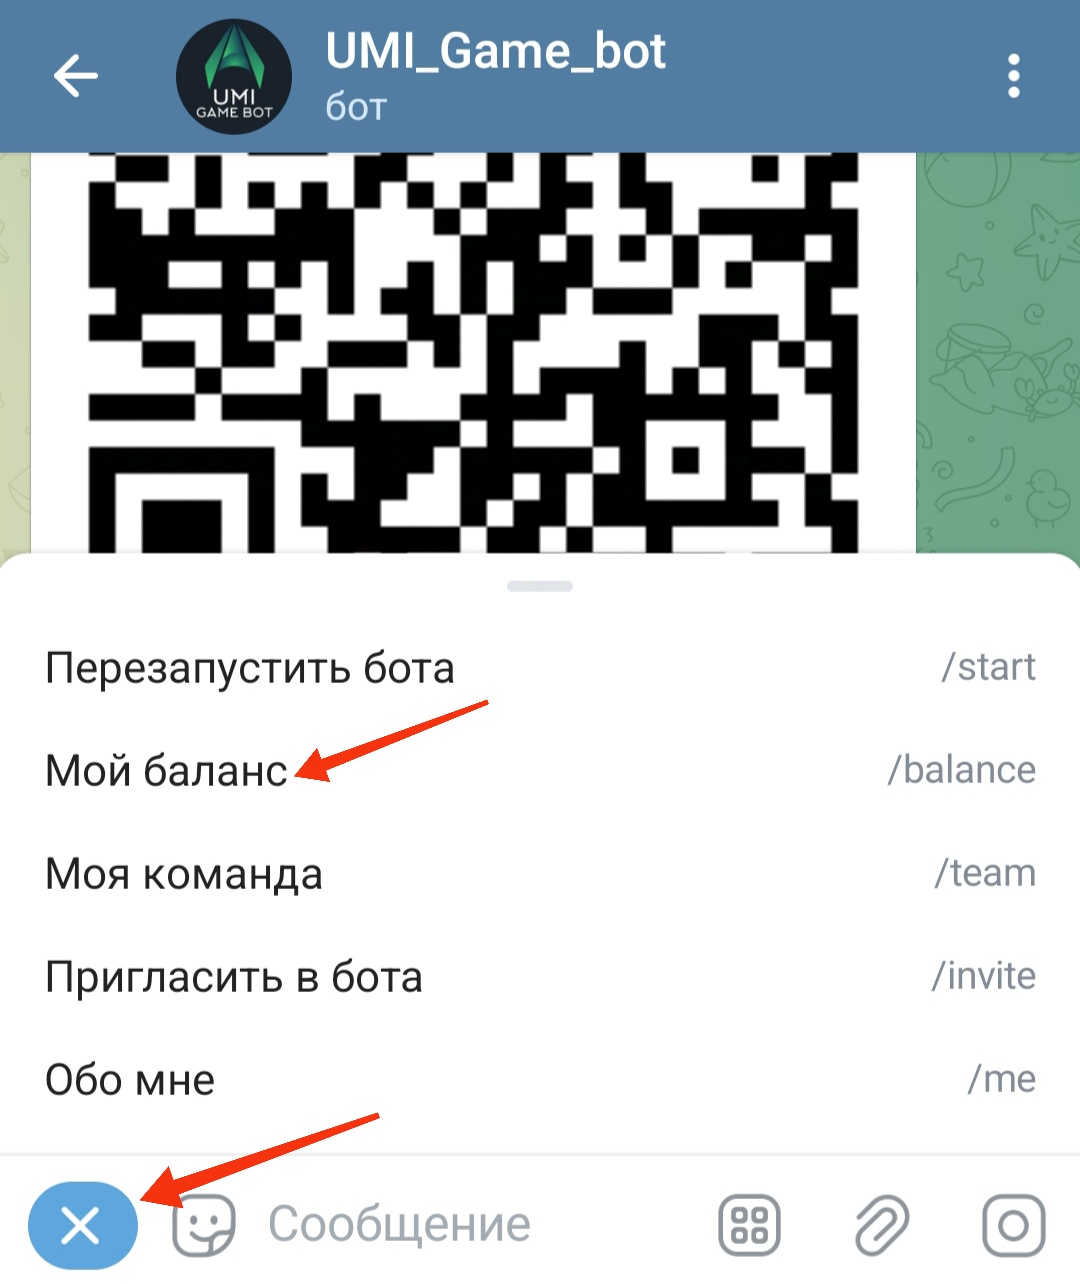 UMI_Game_bot
бот
UMI
GAME BOT
Перезапустить бота /start
Мой баланс /balance
Моя команда /team
Пригласить в бота /invite
Обо мне /me
Сообщение